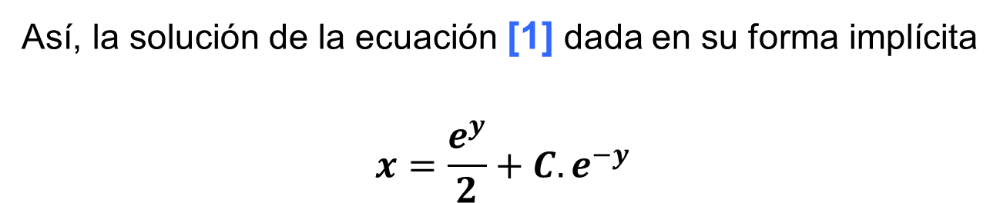 Así, la solución de la ecuación [1] dada en su forma implícita
x = e^y/2 + C.e^−y